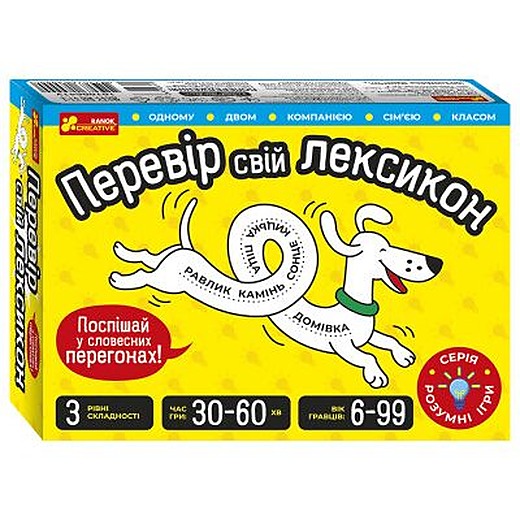 RANOK
CREATIVE
• ОДНОМУ • ДВОМ • КОМПАНІЄЮ • СІМ'ЄЮ • КЛАСОМ
Перевір свій лексикон
РАВЛИК КАМІНЬ СОНЦЕ КИЦЬКА ПІЦА
ДОМІВКА
Поспішай
у словесних
перегонах!
СЕРІЯ
РОЗУМНІ ІГРИ
3 РІВНІ
СКЛАДНОСТІ
ЧАС
ГРИ: 30-60 ХВ
ВІК
ГРАВЦІВ: 6-99
Перевір
свій лексикон